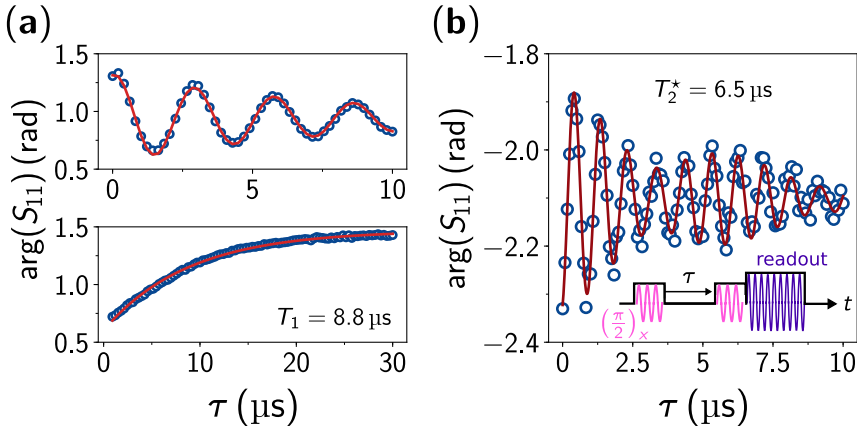 (a)
1.5
1.0
0.5
0
5
10
1.5
1.0
0.5
0
10
20
30
arg(S₁₁) (rad)
T₁ = 8.8 µs
τ (µs)
(b)
−1.8
−2.0
−2.2
−2.4
arg(S₁₁) (rad)
T₂⋆ = 6.5 µs
readout
τ
t
(π/2)ₓ
0
2.5
5
7.5
10
τ (µs)